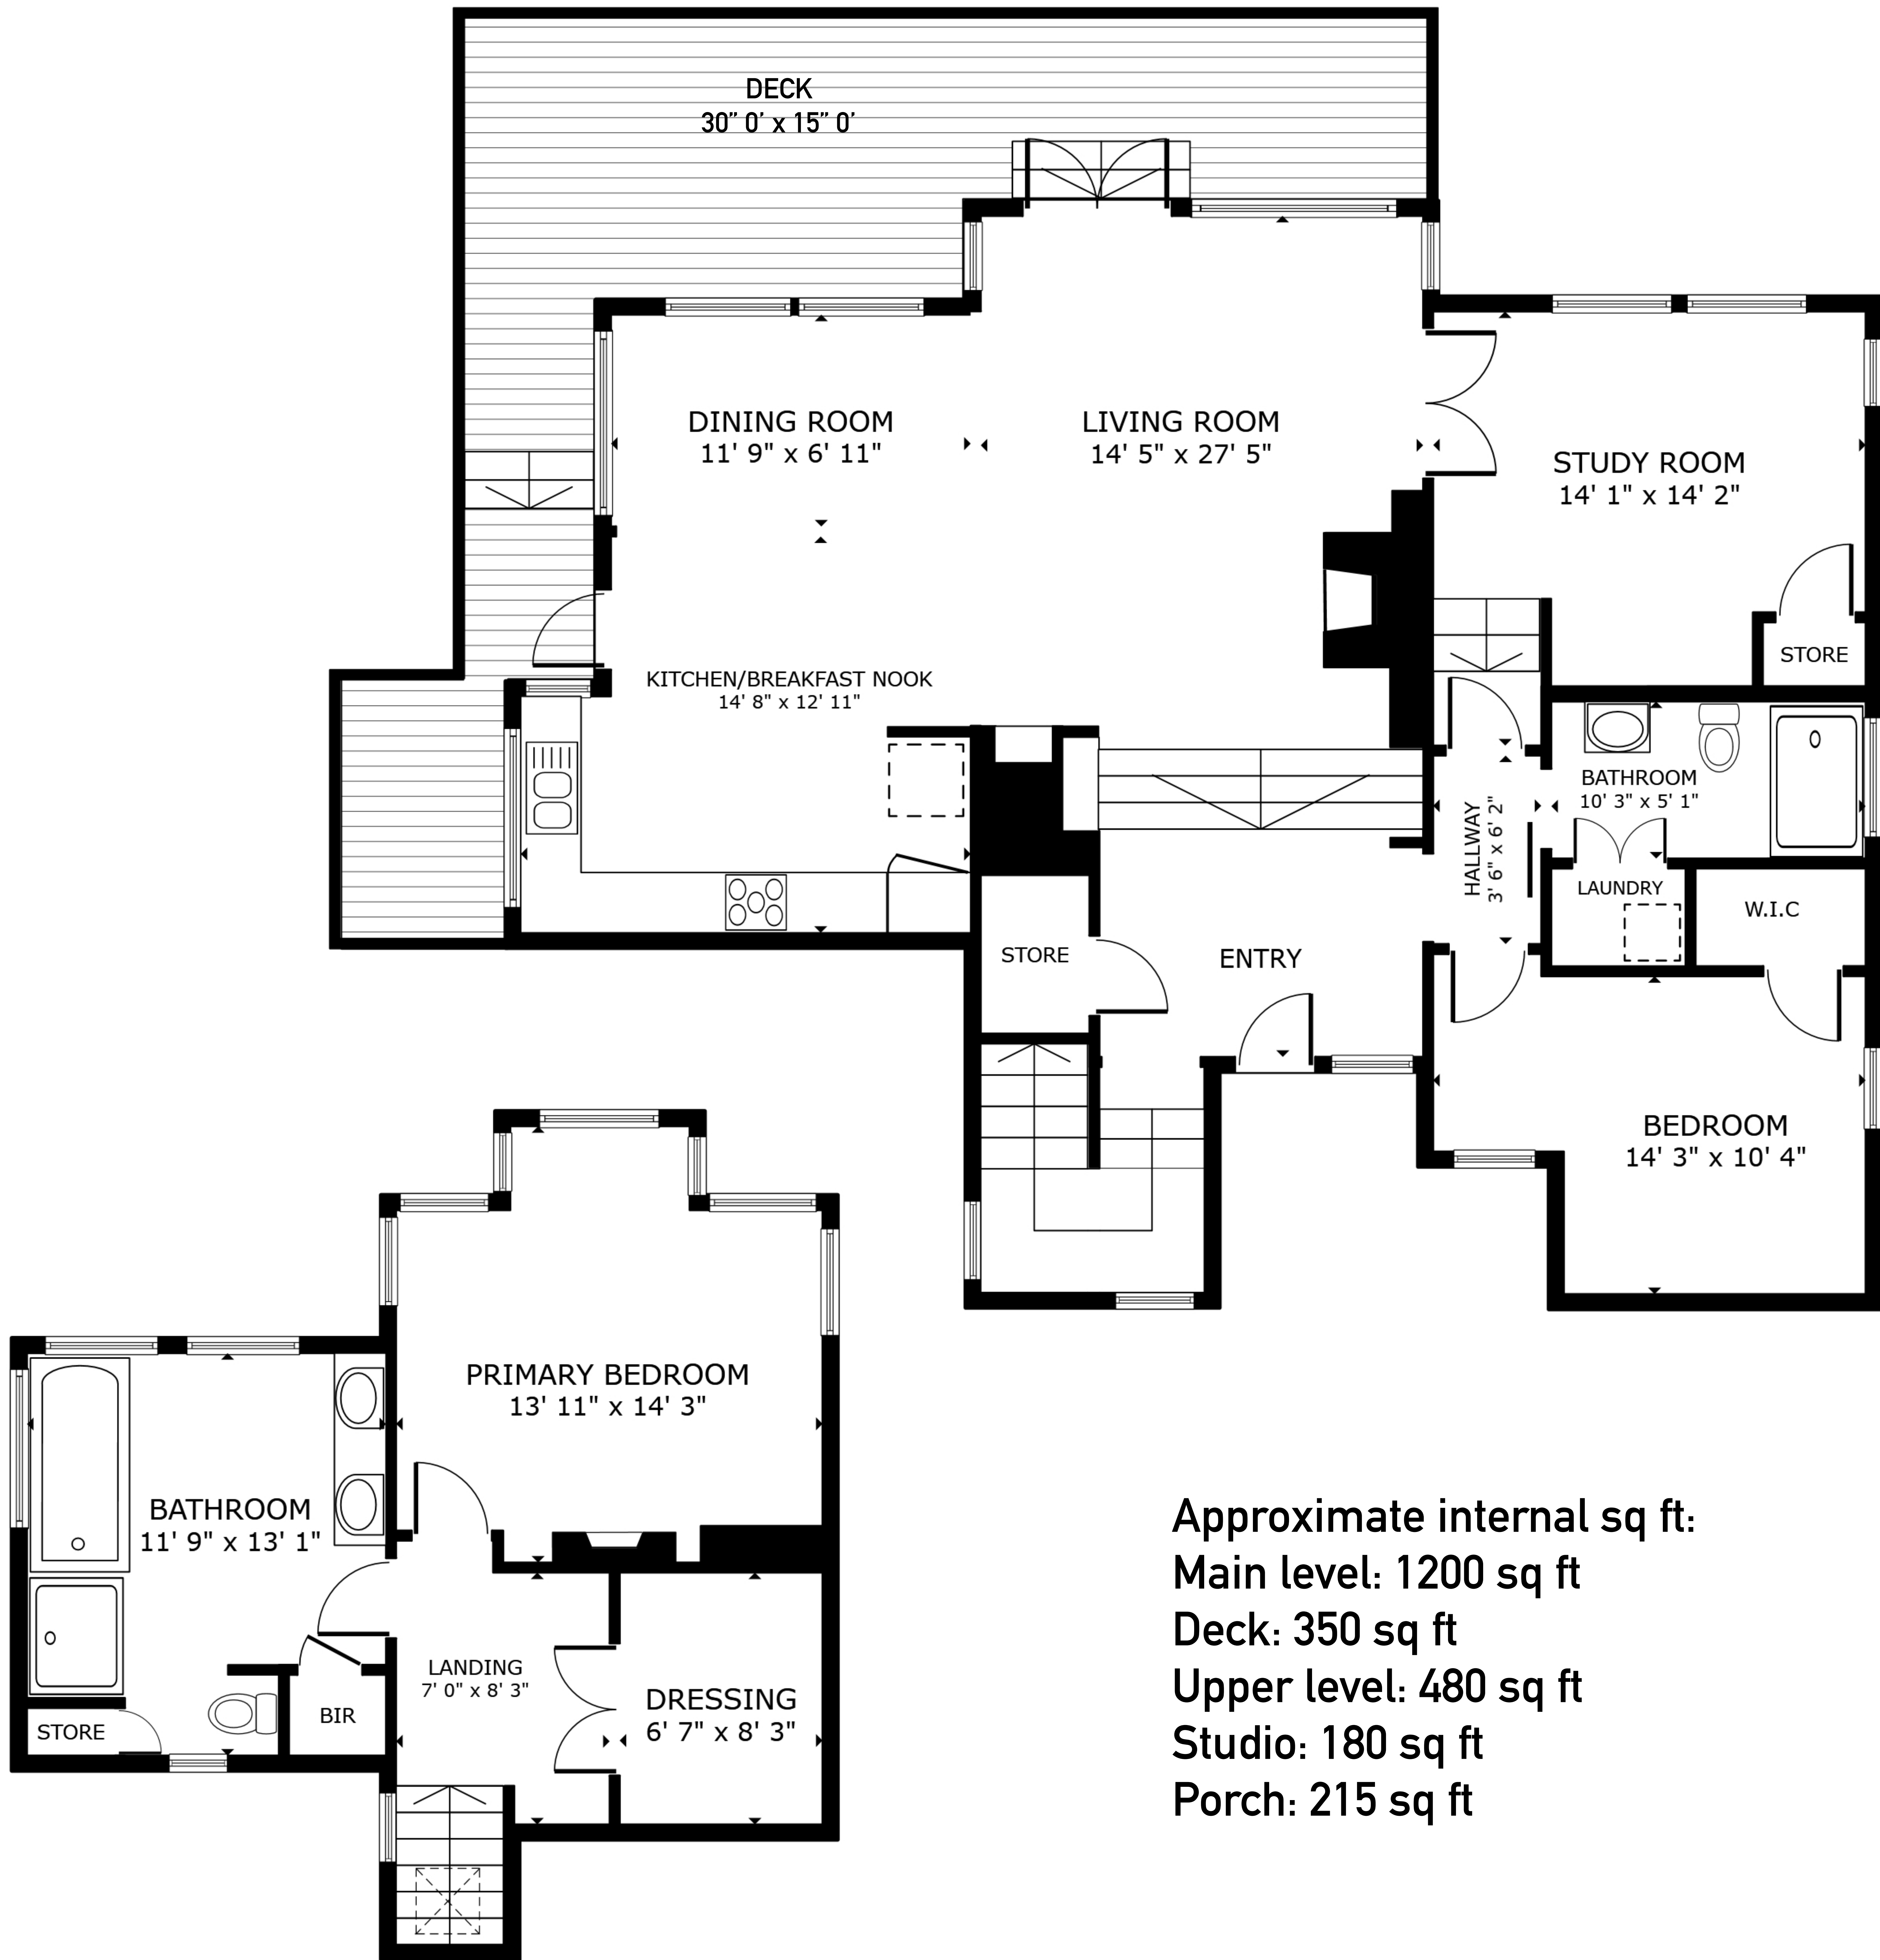 DECK
30” 0’ x 15” 0’
DINING ROOM
11' 9" x 6' 11"
LIVING ROOM
14' 5" x 27' 5"
STUDY ROOM
14' 1" x 14' 2"
STORE
KITCHEN/BREAKFAST NOOK
14' 8" x 12' 11"
BATHROOM
10' 3" x 5' 1"
HALLWAY
3' 6" x 6' 2"
LAUNDRY
W.I.C
STORE
ENTRY
BEDROOM
14' 3" x 10' 4"
PRIMARY BEDROOM
13' 11" x 14' 3"
BATHROOM
11' 9" x 13' 1"
LANDING
7' 0" x 8' 3"
DRESSING
6' 7" x 8' 3"
BIR
STORE
Approximate internal sq ft:
Main level: 1200 sq ft
Deck: 350 sq ft
Upper level: 480 sq ft
Studio: 180 sq ft
Porch: 215 sq ft